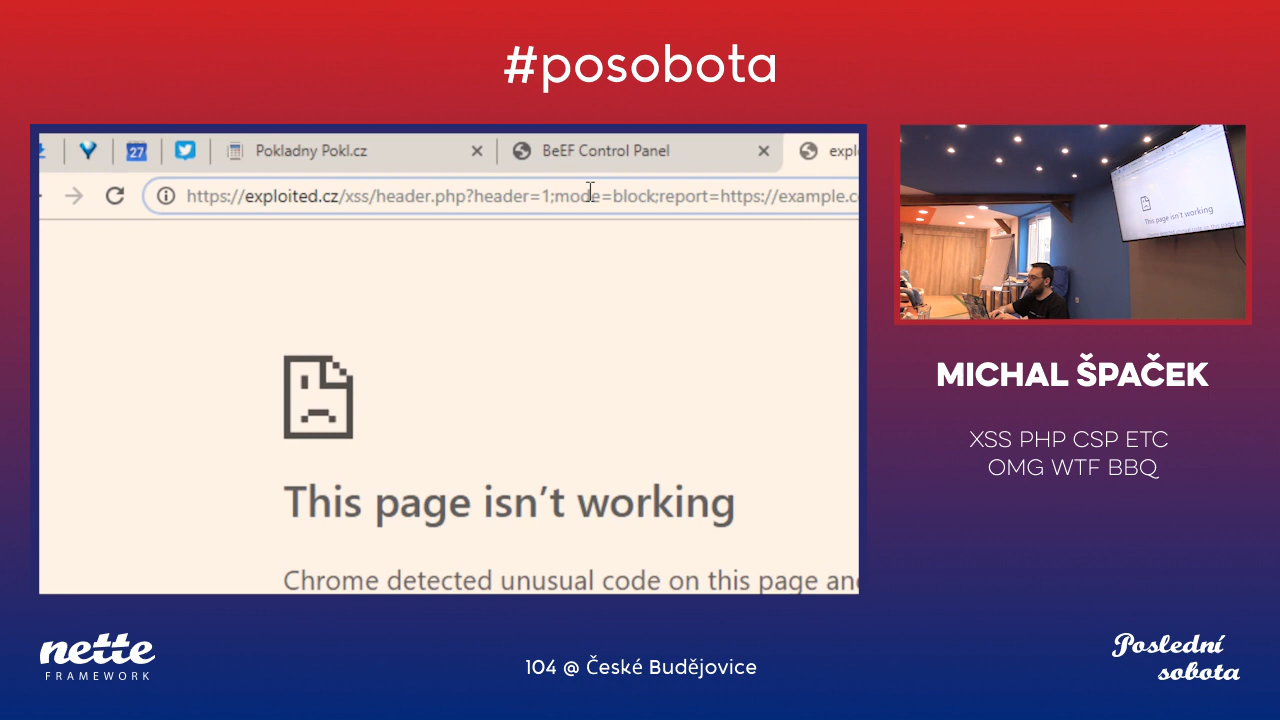 #posobota
27
Pokladny Pokl.cz
BeEF Control Panel
expl
https://exploited.cz/xss/header.php?header=1;mode=block;report=https://example.c
This page isn't working
Chrome detected unusual code on this page an
This page isn't working
MICHAL ŠPAČEK
XSS PHP CSP ETC
OMG WTF BBQ
nette
FRAMEWORK
104 @ České Budějovice
Poslední
sobota